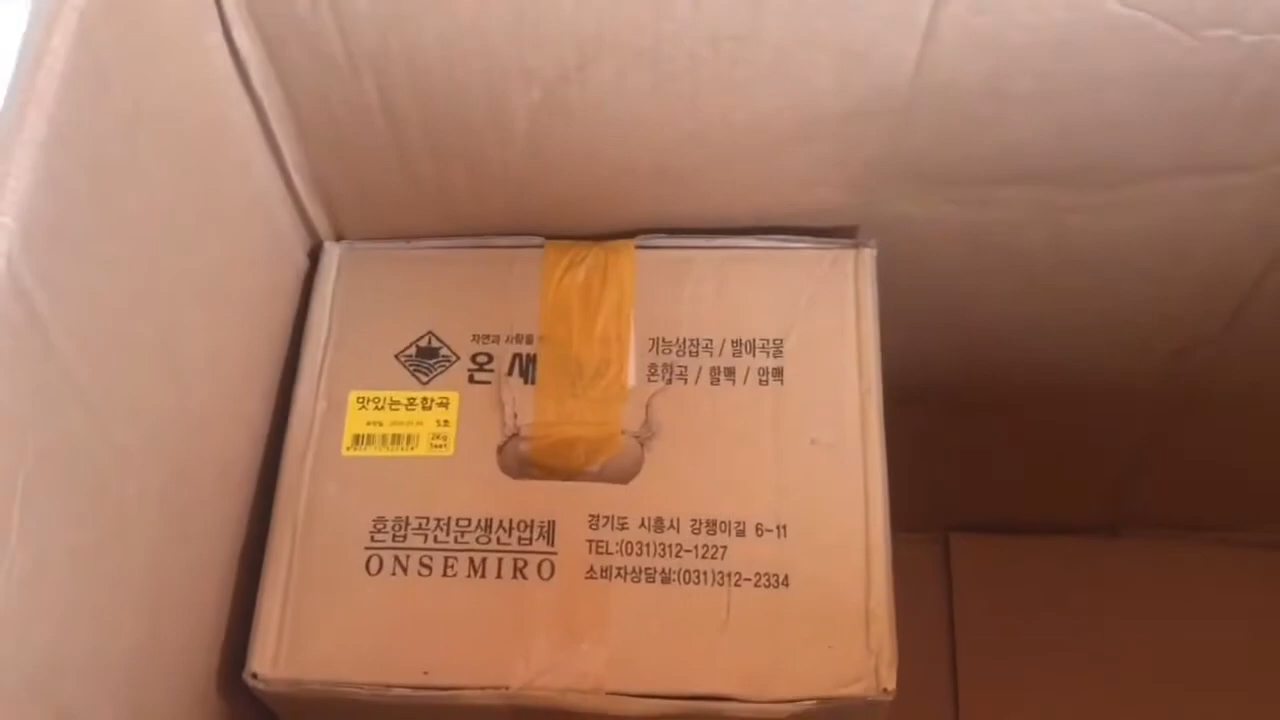 자연과 사람을
온새
기능성잡곡 / 발아곡물
혼합곡 / 할맥 / 압맥
맛있는혼합곡
5호
2Kg
혼합곡전문생산업체
ONSEMIRO
경기도 시흥시 강챙이길 6-11
TEL:(031)312-1227
소비자상담실:(031)312-2334